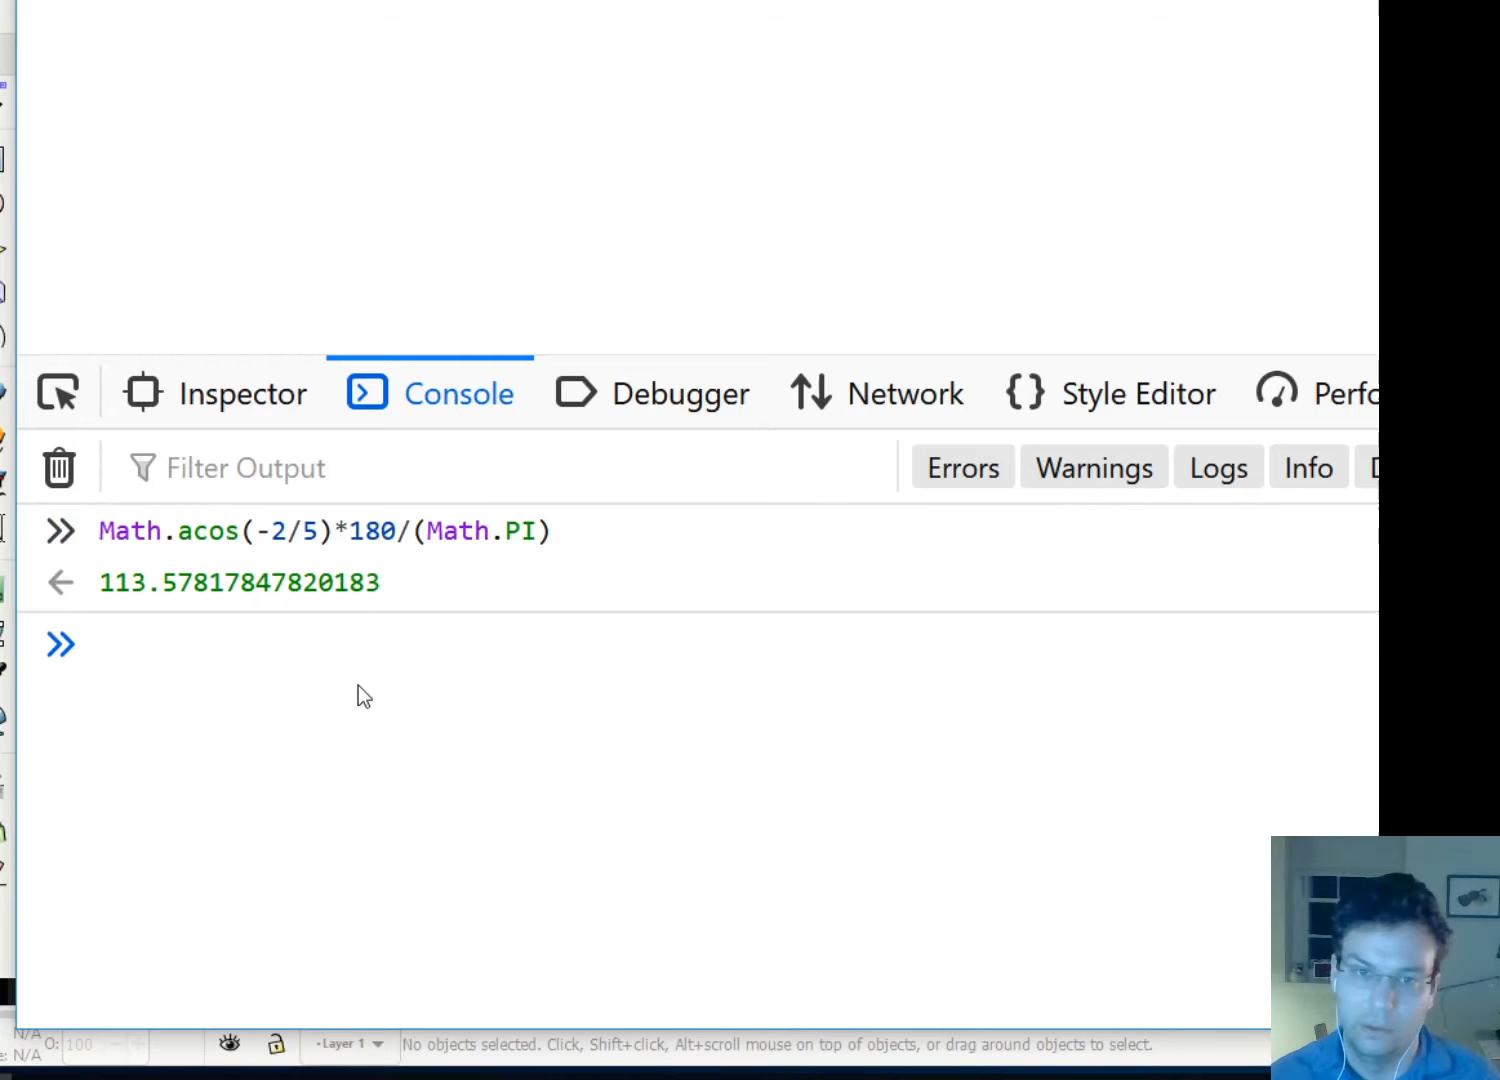 Inspector Console Debugger Network Style Editor
Filter Output Errors Warnings Logs Info
Math.acos(-2/5)*180/(Math.PI)
113.57817847820183
N/A O: 100 Layer 1 No objects selected. Click, Shift+click, Alt+scroll mouse on top of objects, or drag around objects to select.
N/A